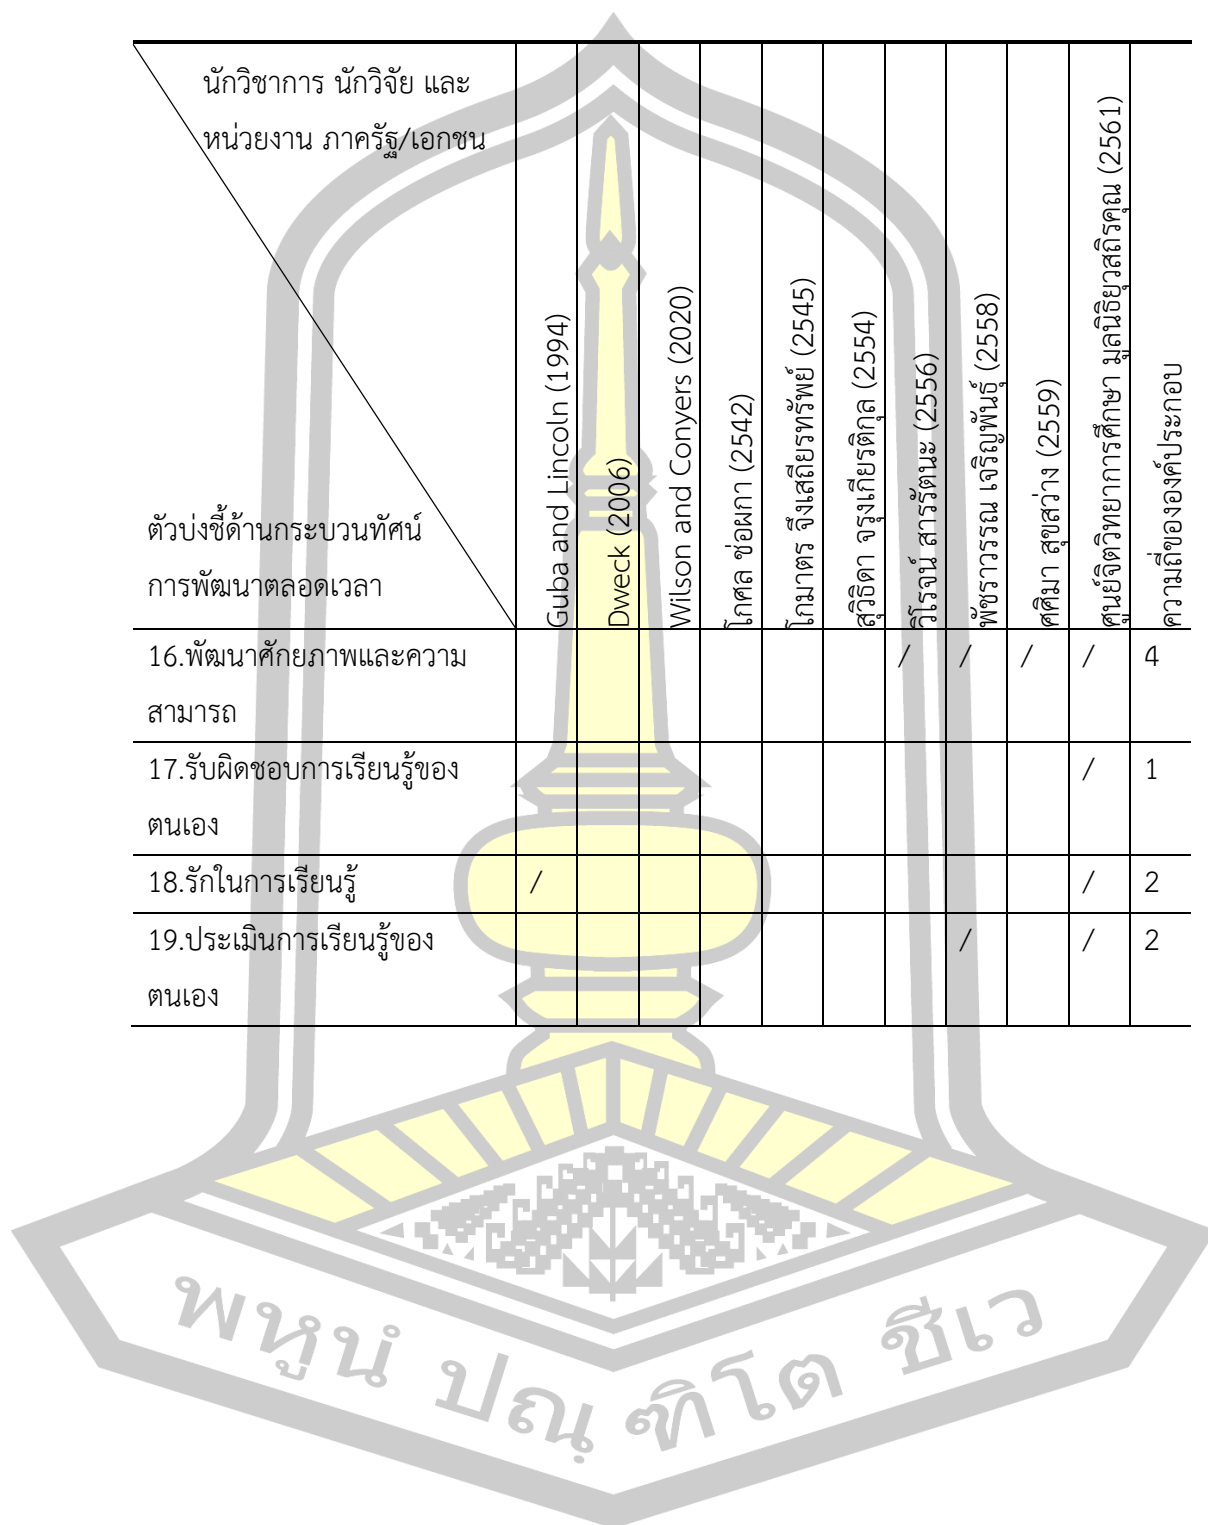 นักวิชาการ นักวิจัย และ
หน่วยงาน ภาครัฐ/เอกชน
ตัวบ่งชี้ด้านกระบวนทัศน์
การพัฒนาตลอดเวลา
Guba and Lincoln (1994)
Dweck (2006)
Wilson and Conyers (2020)
โกศล ช่อผกา (2542)
โกมาตร จึงเสถียรทรัพย์ (2545)
สุวิธิดา จรุงเกียรติกุล (2554)
วิโรจน์ สารรัตนะ (2556)
พัชราวรรณ เจริญพันธุ์ (2558)
ศศิมา สุขสว่าง (2559)
ศูนย์จิตวิทยาการศึกษา มูลนิธิยุวสถิรคุณ (2561)
ความถี่ขององค์ประกอบ
16.พัฒนาศักยภาพและความ / / / / 4
สามารถ
17.รับผิดชอบการเรียนรู้ของ / 1
ตนเอง
18.รักในการเรียนรู้ / / 2
19.ประเมินการเรียนรู้ของ / / 2
ตนเอง
พหูนํ ปณฺฑิโต ชีเว